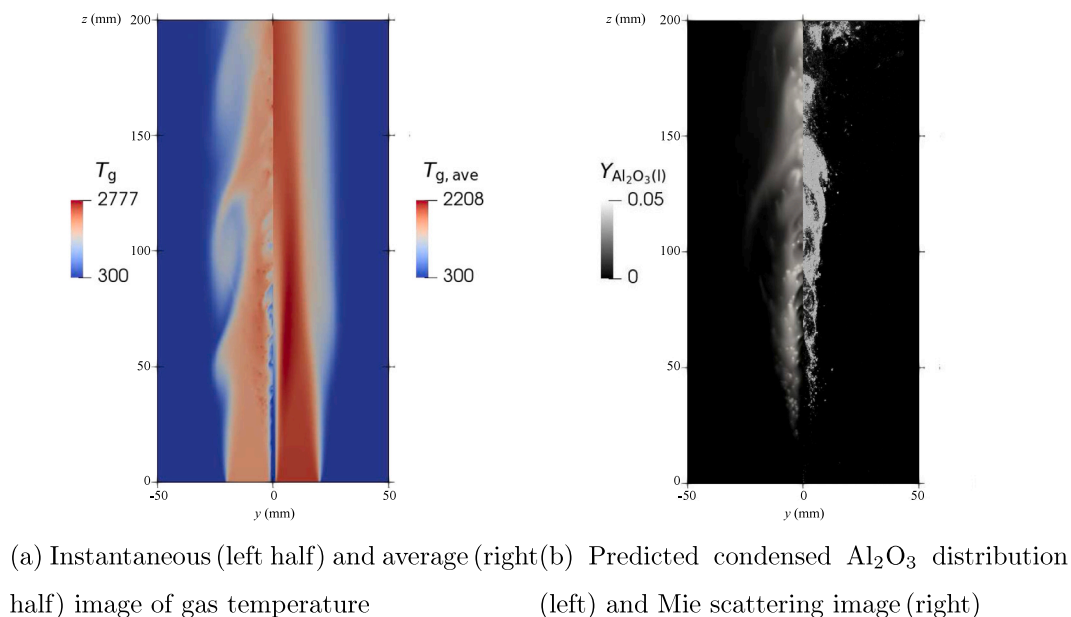 z (mm)
200
150
100
50
0
-50
0
50
y (mm)
T_g
2777
300
T_g, ave
2208
300
z (mm)
200
150
100
50
0
-50
0
50
y (mm)
Y_Al₂O₃(l)
0.05
0
(a) Instantaneous (left half) and average (right
half) image of gas temperature
(b) Predicted condensed Al₂O₃ distribution
(left) and Mie scattering image (right)